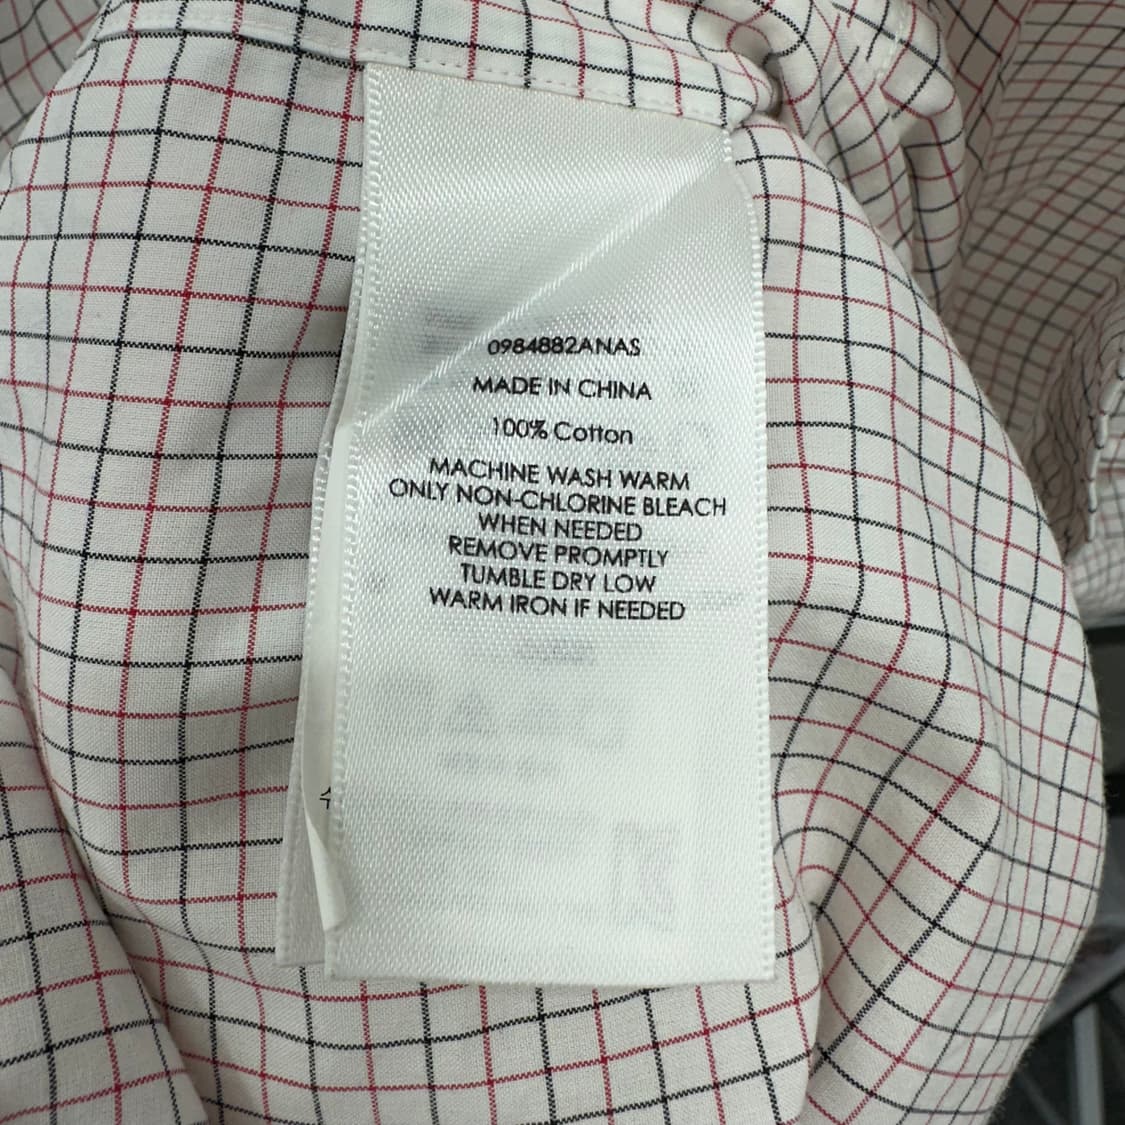 0984882ANAS
MADE IN CHINA
100% Cotton
MACHINE WASH WARM
ONLY NON-CHLORINE BLEACH
WHEN NEEDED
REMOVE PROMPTLY
TUMBLE DRY LOW
WARM IRON IF NEEDED